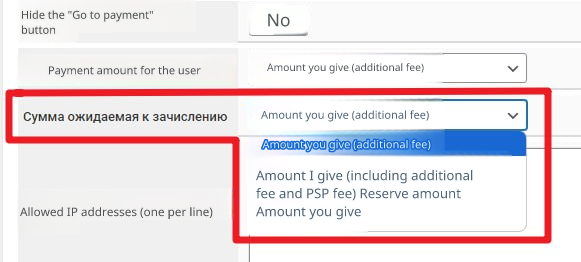 Hide the "Go to payment"
button
No
Payment amount for the user
Amount you give (additional fee)
Сумма ожидаемая к зачислению
Amount you give (additional fee)
Amount you give (additional fee)
Amount I give (including additional
fee and PSP fee) Reserve amount
Amount you give
Allowed IP addresses (one per line)